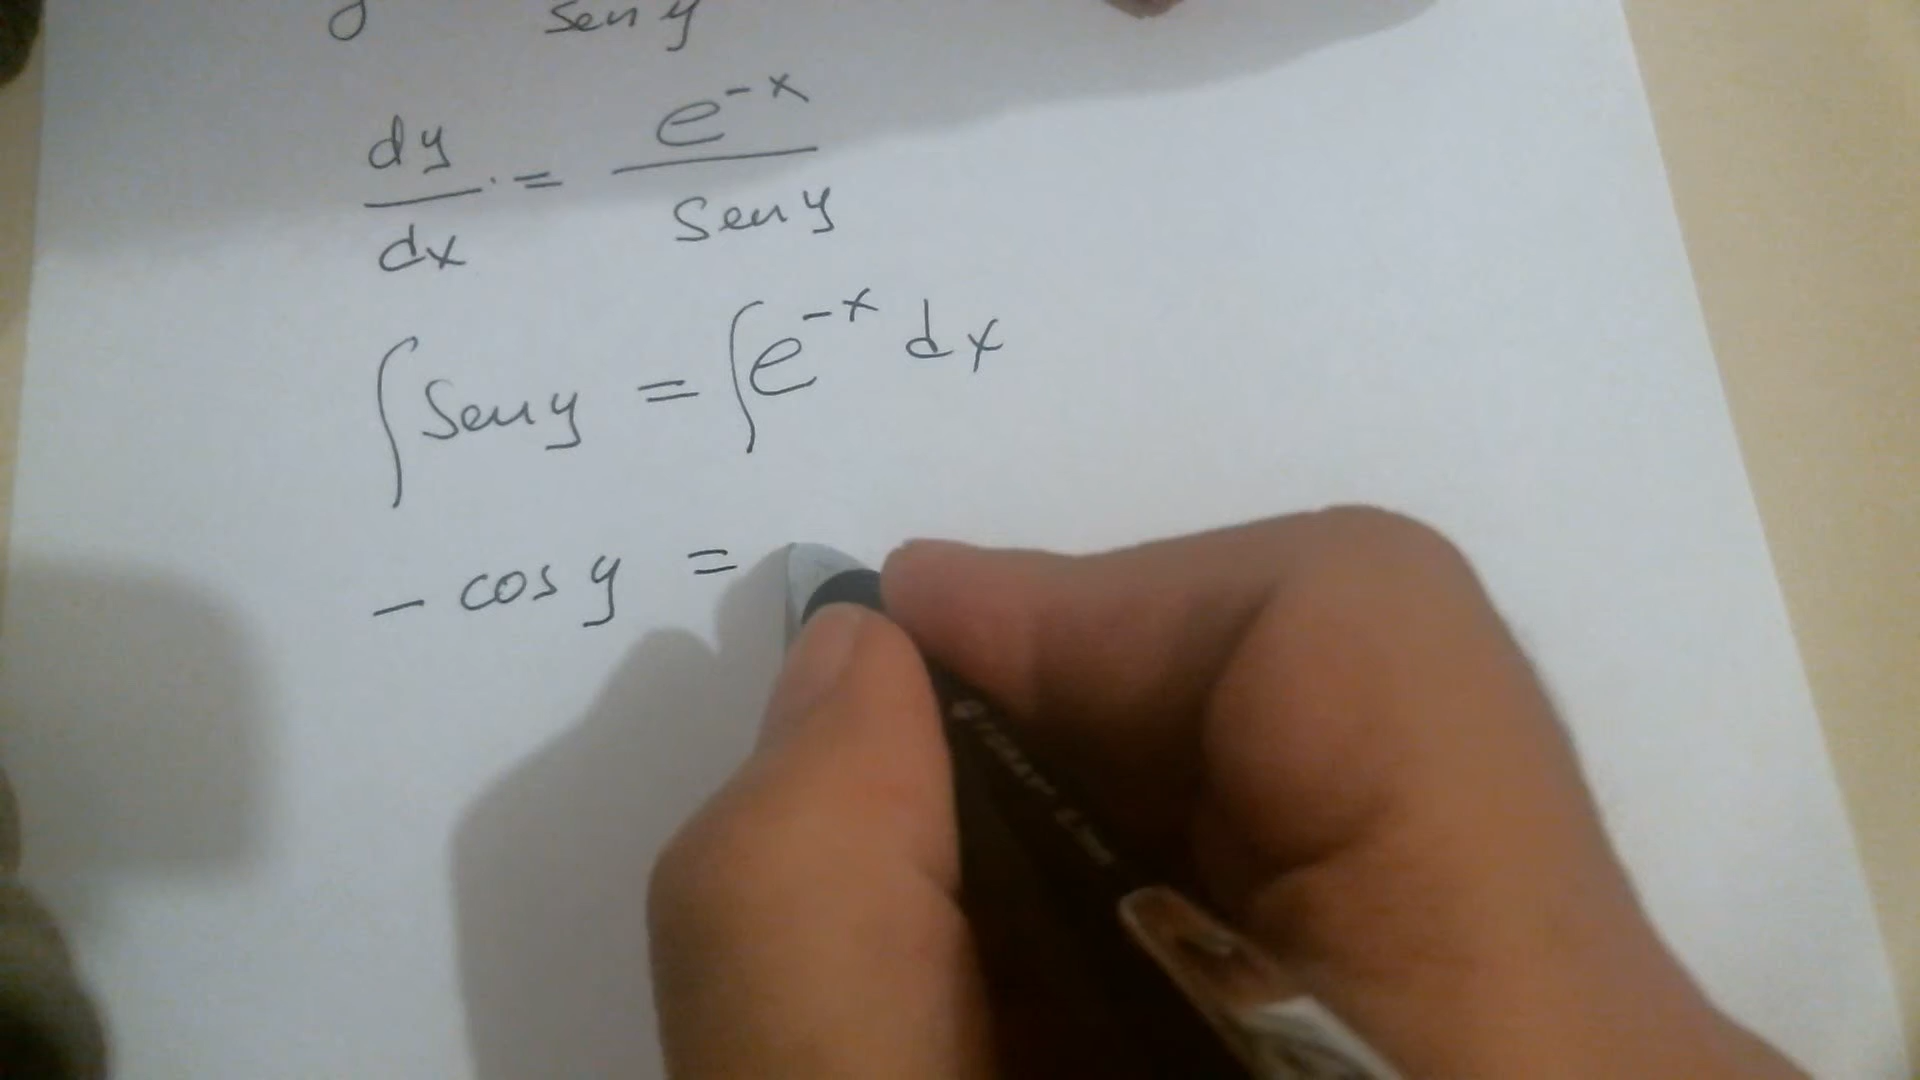 sen y
dy/dx = e^-x / sen y
∫ sen y = ∫ e^-x dx
- cos y =